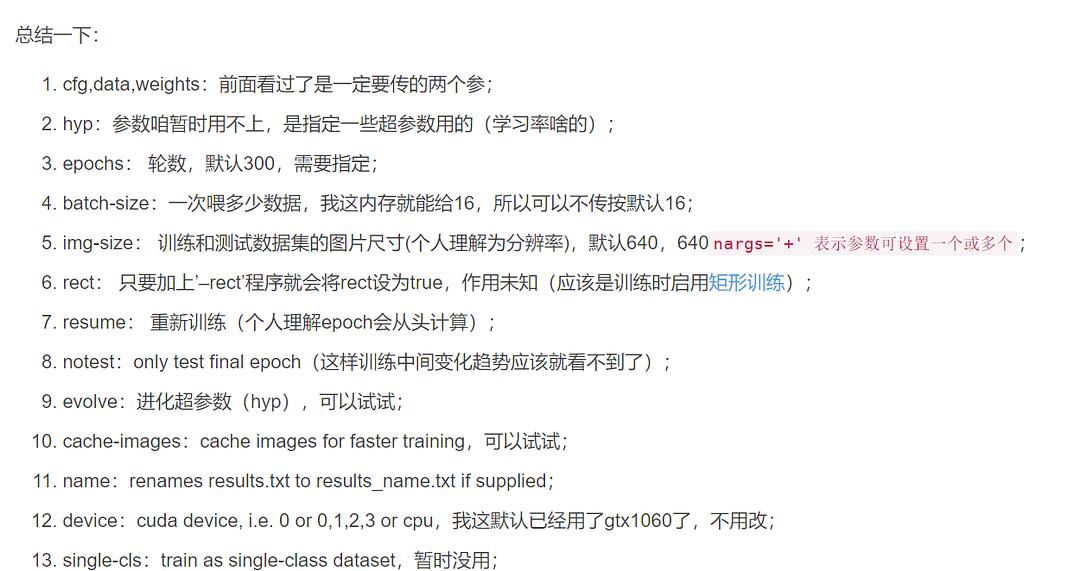 总结一下：
1. cfg,data,weights：前面看过了是一定要传的两个参；
2. hyp：参数咱暂时用不上，是指定一些超参数用的（学习率啥的）；
3. epochs： 轮数，默认300，需要指定；
4. batch-size：一次喂多少数据，我这内存就能给16，所以可以不传按默认16；
5. img-size： 训练和测试数据集的图片尺寸(个人理解为分辨率)，默认640，640 nargs='+' 表示参数可设置一个或多个 ；
6. rect： 只要加上’–rect’程序就会将rect设为true，作用未知（应该是训练时启用矩形训练）；
7. resume： 重新训练（个人理解epoch会从头计算）；
8. notest：only test final epoch（这样训练中间变化趋势应该就看不到了）；
9. evolve：进化超参数（hyp），可以试试；
10. cache-images：cache images for faster training，可以试试；
11. name：renames results.txt to results_name.txt if supplied；
12. device：cuda device, i.e. 0 or 0,1,2,3 or cpu，我这默认已经用了gtx1060了，不用改；
13. single-cls：train as single-class dataset，暂时没用；